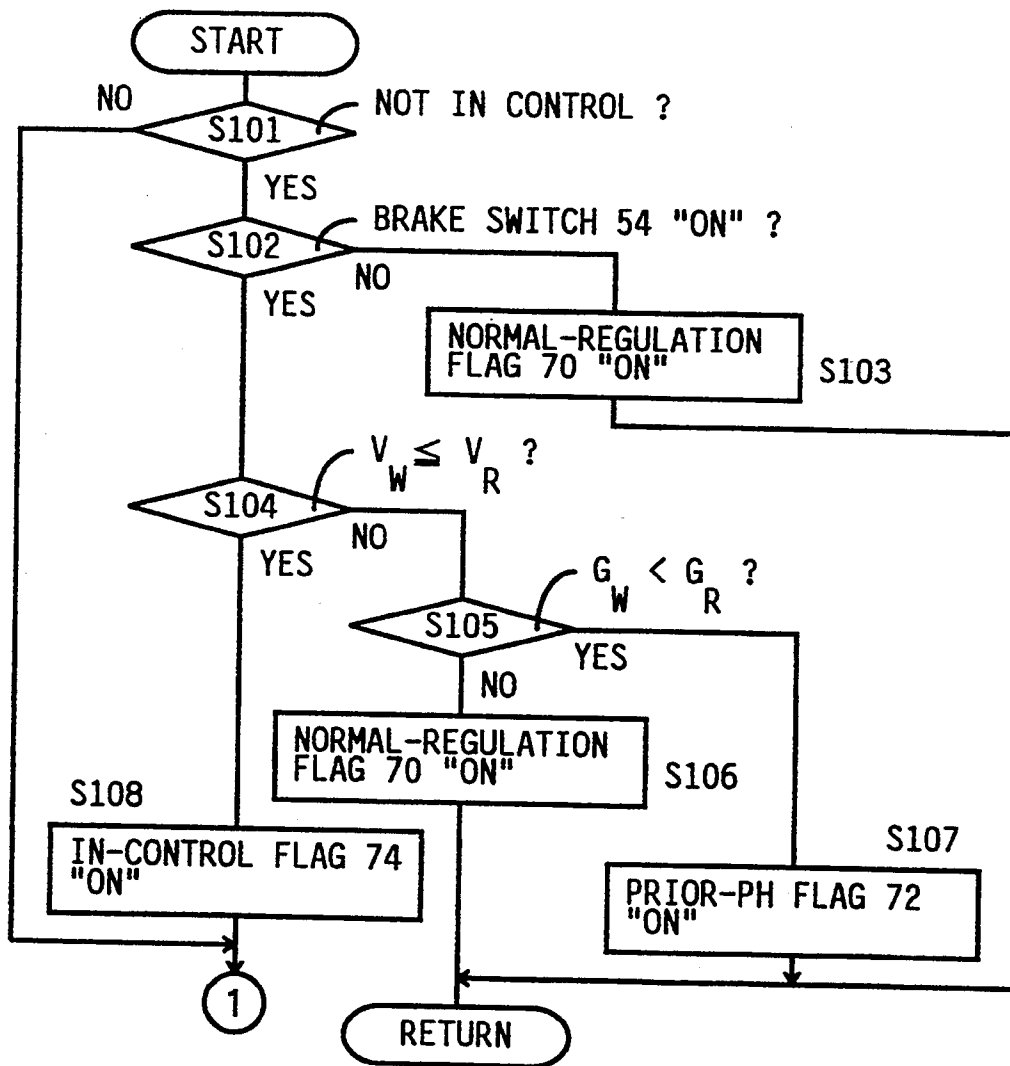 START
NO
NOT IN CONTROL ?
S101
YES
BRAKE SWITCH 54 "ON" ?
S102
NO
YES
NORMAL-REGULATION
FLAG 70 "ON"
S103
V_W ≦ V_R ?
S104
NO
YES
G_W < G_R ?
S105
YES
NO
NORMAL-REGULATION
FLAG 70 "ON"
S106
S108
IN-CONTROL FLAG 74
"ON"
S107
PRIOR-PH FLAG 72
"ON"
1
RETURN